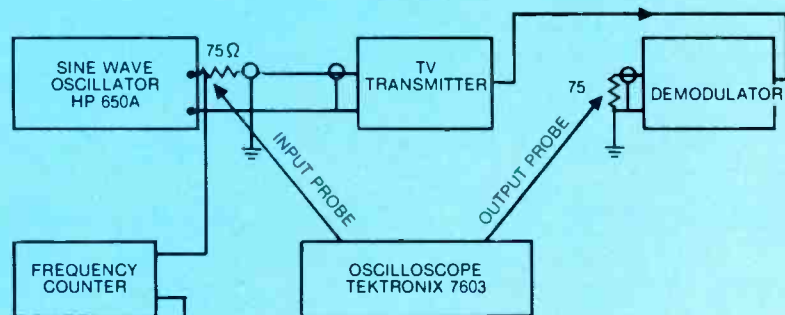 75Ω
SINE WAVE
OSCILLATOR
HP 650A
TV
TRANSMITTER
75
DEMODULATOR
INPUT PROBE
OUTPUT PROBE
FREQUENCY
COUNTER
OSCILLOSCOPE
TEKTRONIX 7603